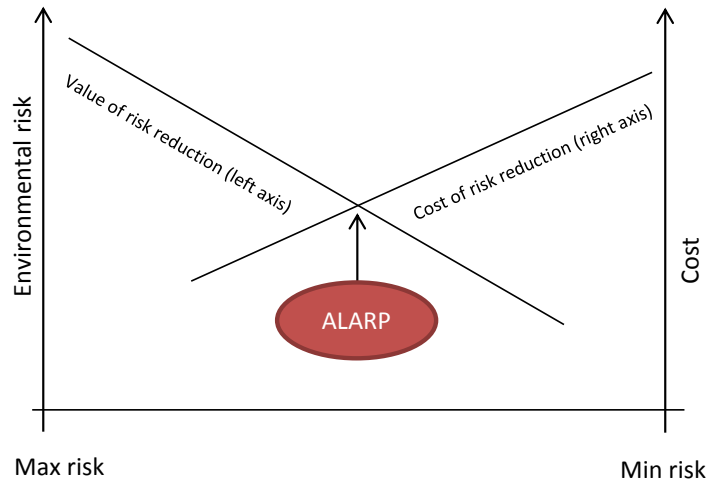 Environmental risk
Value of risk reduction (left axis)
Cost of risk reduction (right axis)
Cost
ALARP
Max risk
Min risk